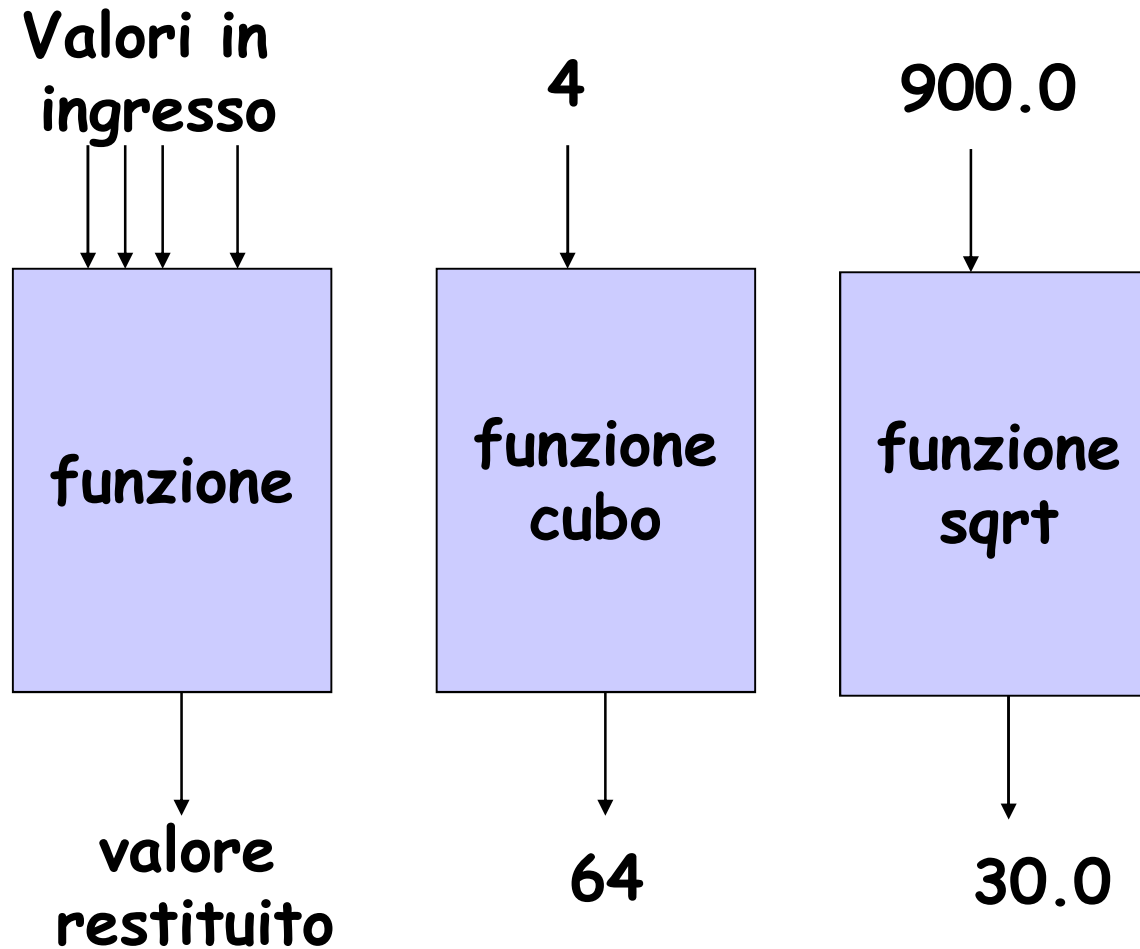 Valori in
ingresso
funzione
valore
restituito
4
funzione
cubo
64
900.0
funzione
sqrt
30.0